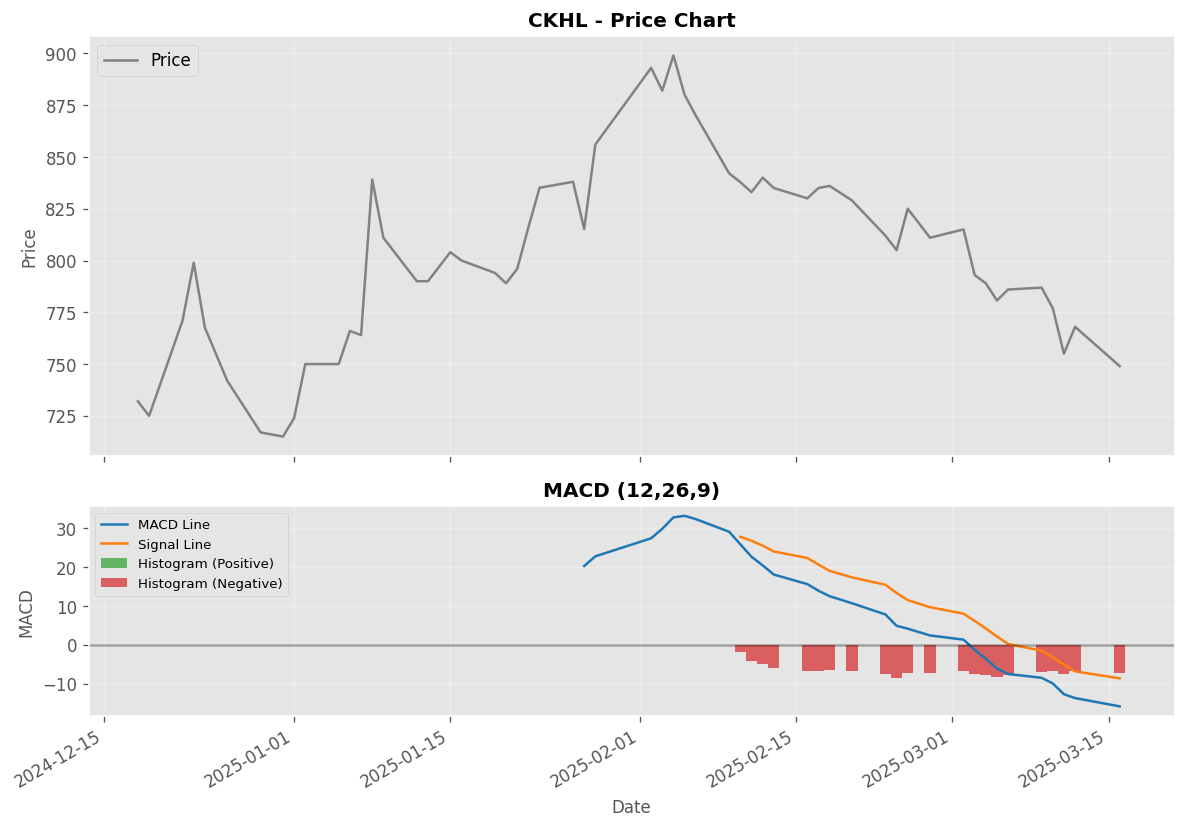 CKHL - Price Chart
Price
900
875
850
825
800
775
750
725
Price
MACD (12,26,9)
MACD Line
Signal Line
Histogram (Positive)
Histogram (Negative)
30
20
10
0
−10
MACD
2024-12-15
2025-01-01
2025-01-15
2025-02-01
2025-02-15
2025-03-01
2025-03-15
Date